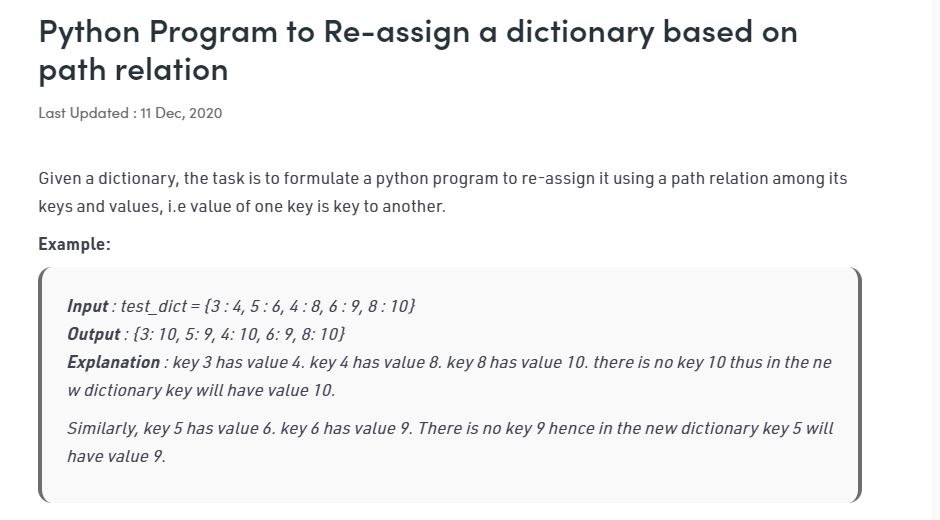 Python Program to Re-assign a dictionary based on
path relation
Last Updated : 11 Dec, 2020
Given a dictionary, the task is to formulate a python program to re-assign it using a path relation among its
keys and values, i.e value of one key is key to another.
Example:
Input : test_dict = {3 : 4, 5 : 6, 4 : 8, 6 : 9, 8 : 10}
Output : {3: 10, 5: 9, 4: 10, 6: 9, 8: 10}
Explanation : key 3 has value 4. key 4 has value 8. key 8 has value 10. there is no key 10 thus in the ne
w dictionary key will have value 10.
Similarly, key 5 has value 6. key 6 has value 9. There is no key 9 hence in the new dictionary key 5 will
have value 9.